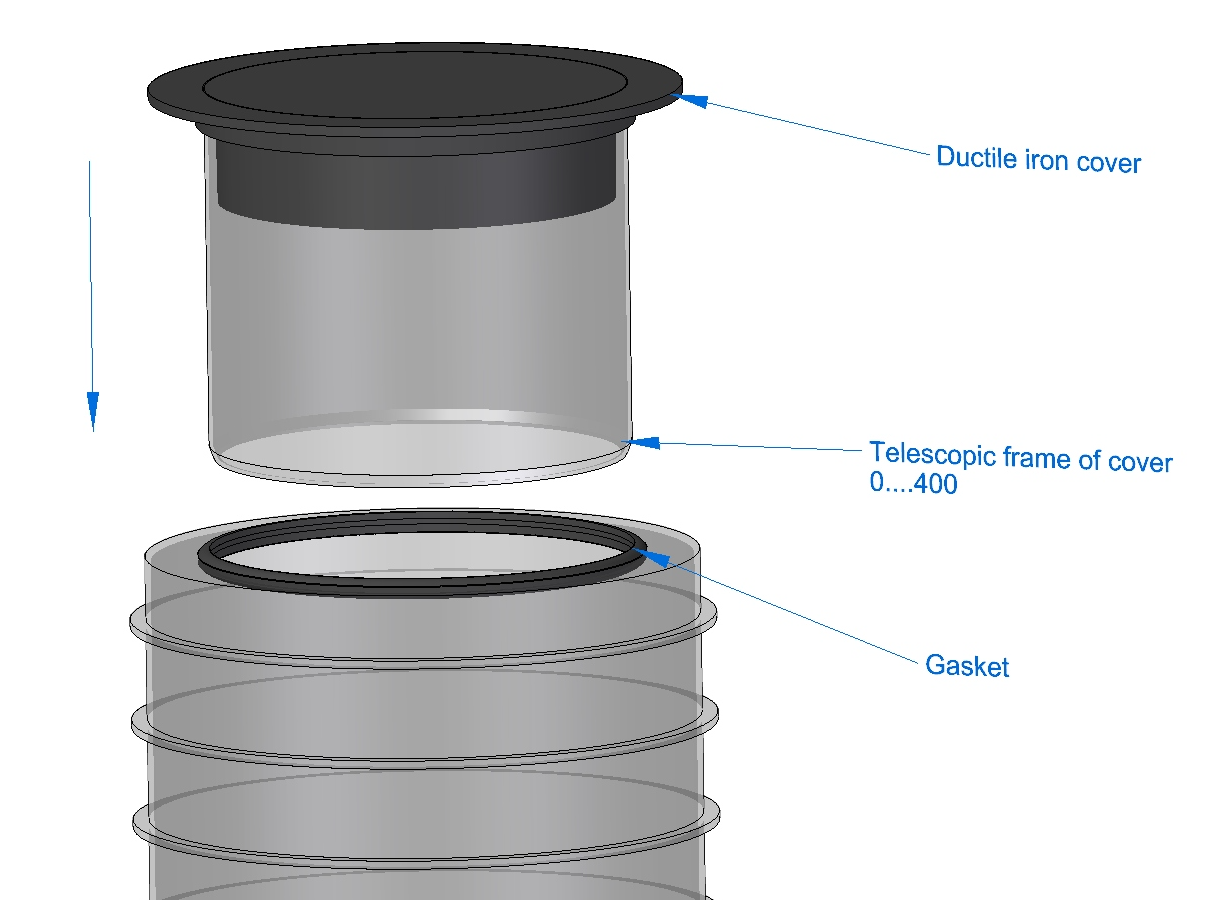 Ductile iron cover
Telescopic frame of cover
0....400
Gasket